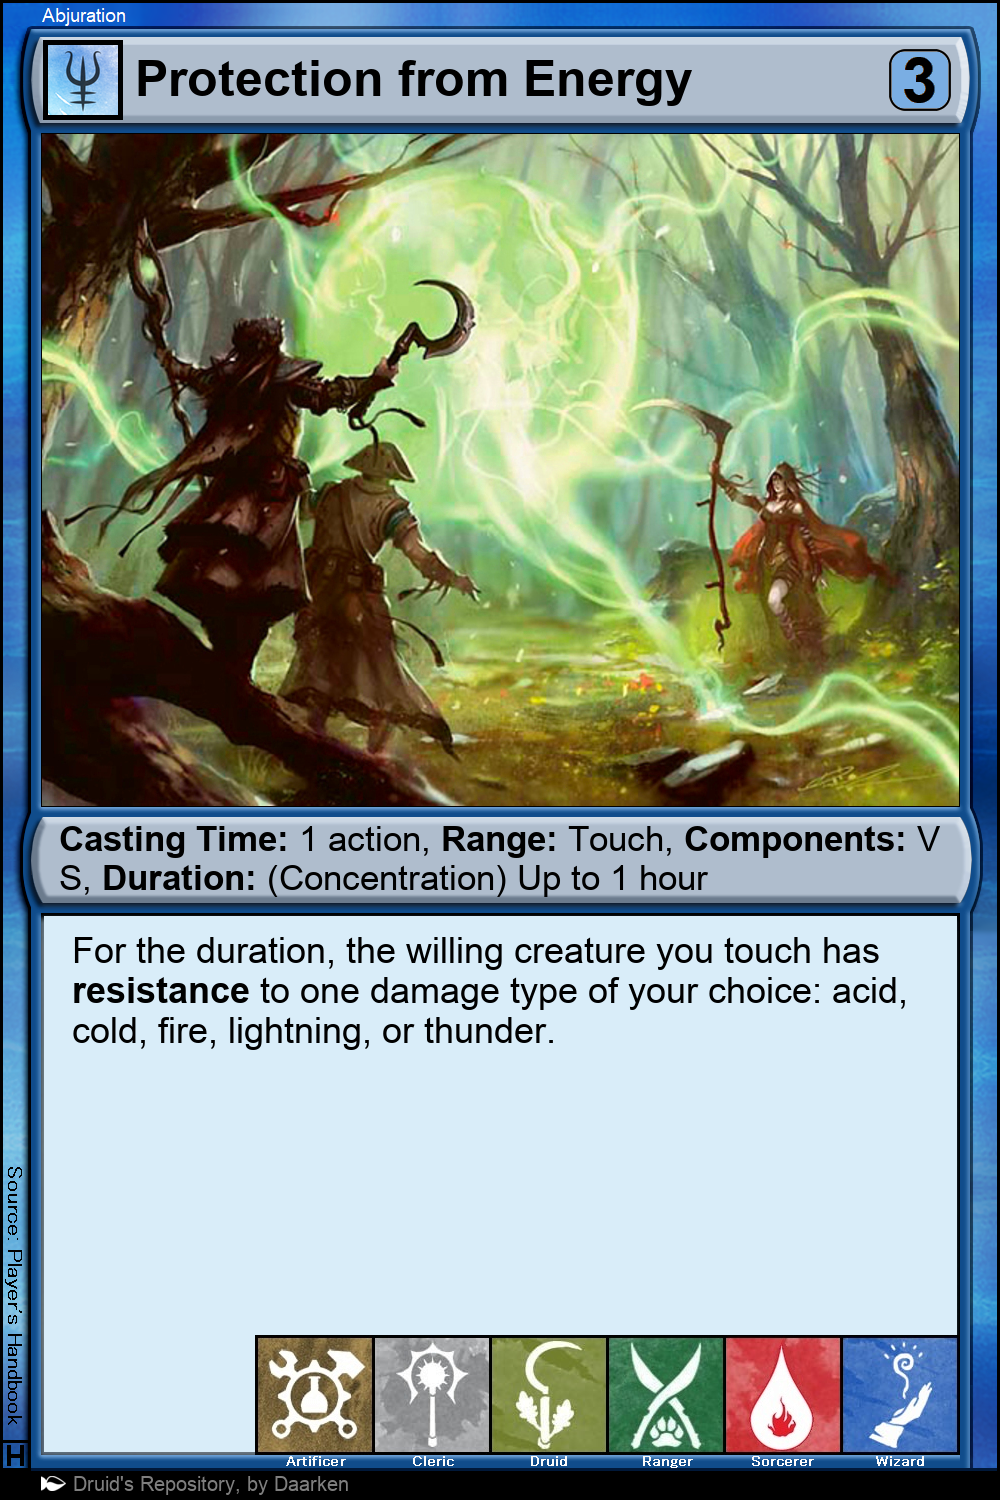 Abjuration
Protection from Energy
3
Casting Time: 1 action, Range: Touch, Components: V
S, Duration: (Concentration) Up to 1 hour
For the duration, the willing creature you touch has
resistance to one damage type of your choice: acid,
cold, fire, lightning, or thunder.
Source: Player's Handbook
H
Artificer
Cleric
Druid
Ranger
Sorcerer
Wizard
Druid's Repository, by Daarken